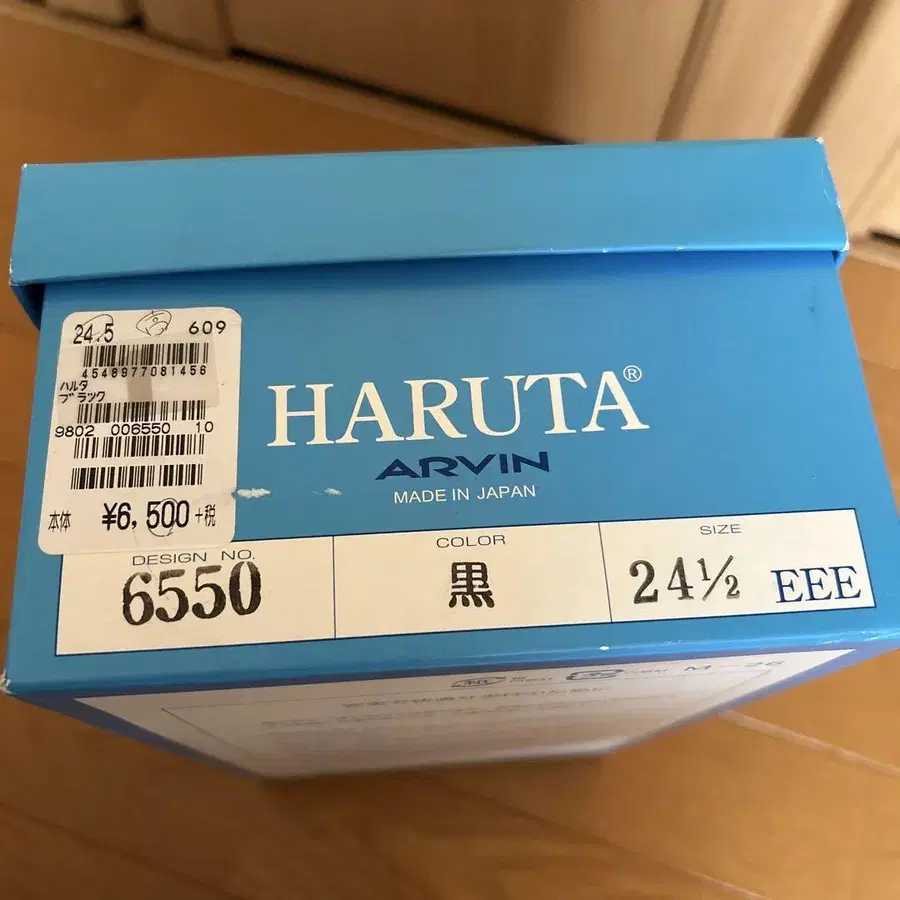 24.5 609
4548977081456
ハルタ
ブラック
9802 006550 10
本体 ¥6,500+税
HARUTA®
ARVIN
MADE IN JAPAN
DESIGN NO.
6550
COLOR
黒
SIZE
24½ EEE
M-26